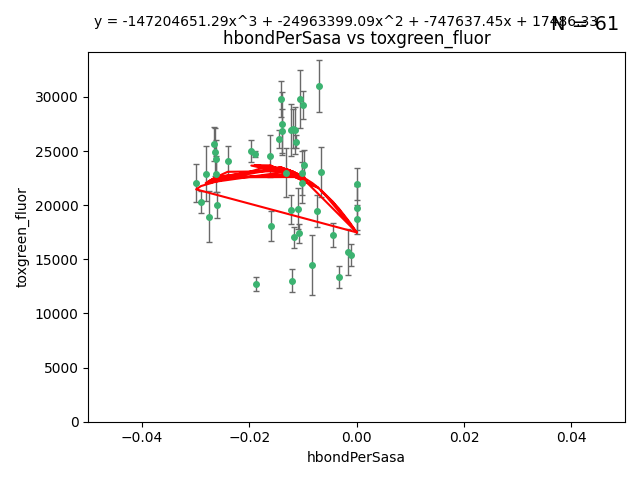 y = -147204651.29x^3 + -24963399.09x^2 + -747637.45x + 17486.33
N = 61
hbondPerSasa vs toxgreen_fluor
30000
25000
20000
15000
10000
5000
0
toxgreen_fluor
-0.04
-0.02
0.00
0.02
0.04
hbondPerSasa